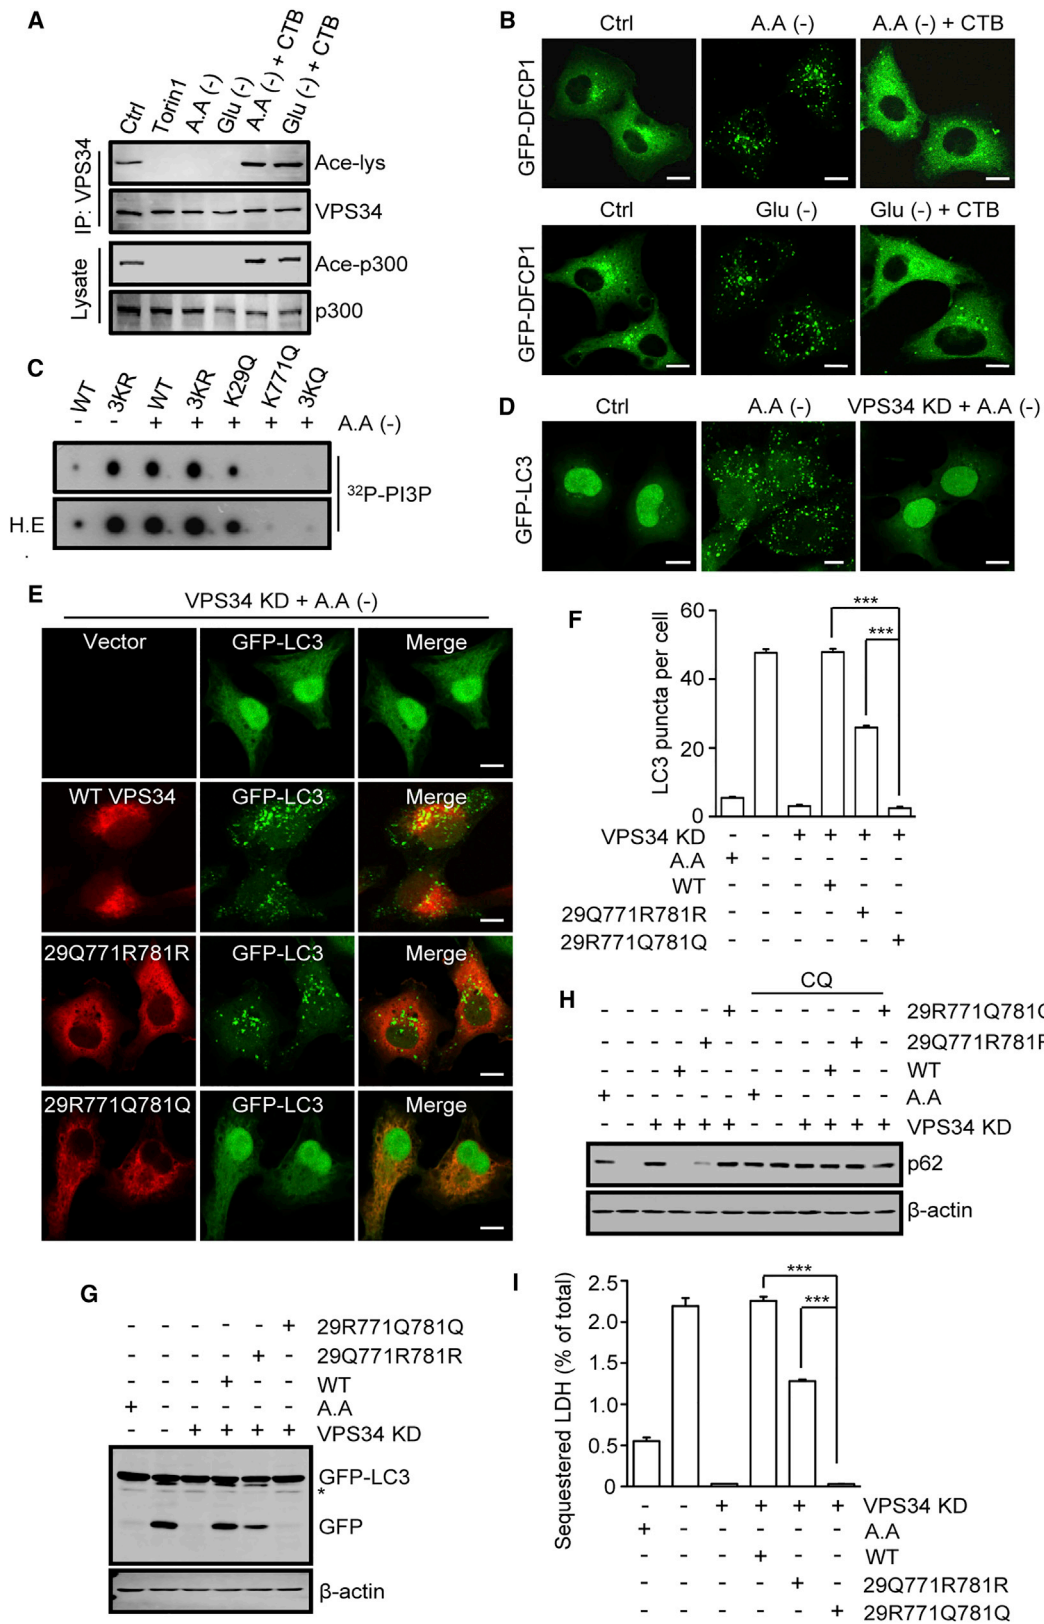 A
Ctrl
Torin1
A.A (-)
Glu (-)
A.A (-) + CTB
Glu (-) + CTB
IP: VPS34
Ace-lys
VPS34
Lysate
Ace-p300
p300
B
Ctrl
A.A (-)
A.A (-) + CTB
GFP-DFCP1
Ctrl
Glu (-)
Glu (-) + CTB
GFP-DFCP1
C
WT
3KR
WT
3KR
K29Q
K771Q
3KQ
- - + + + + + A.A (-)
³²P-PI3P
H.E
D
Ctrl
A.A (-)
VPS34 KD + A.A (-)
GFP-LC3
E
VPS34 KD + A.A (-)
Vector GFP-LC3 Merge
WT VPS34 GFP-LC3 Merge
29Q771R781R GFP-LC3 Merge
29R771Q781Q GFP-LC3 Merge
F
LC3 puncta per cell
60
40
20
0
***
***
VPS34 KD - - + + + +
A.A + - - - - -
WT - - - + - -
29Q771R781R - - - - + -
29R771Q781Q - - - - - +
H
CQ
- - - - - + - - - - - + 29R771Q781Q
- - - - + - - - - - + - 29Q771R781R
- - - + - - - - - + - - WT
+ - - - - - + - - - - - A.A
- - + + + + - - + + + + VPS34 KD
p62
β-actin
G
- - - - - + 29R771Q781Q
- - - - + - 29Q771R781R
- - - + - - WT
+ - - - - - A.A
- - + + + + VPS34 KD
GFP-LC3
*
GFP
β-actin
I
Sequestered LDH (% of total)
2.5
2.0
1.5
1.0
0.5
0
***
***
- - + + + + VPS34 KD
+ - - - - - A.A
- - - + - - WT
- - - - + - 29Q771R781R
- - - - - + 29R771Q781Q